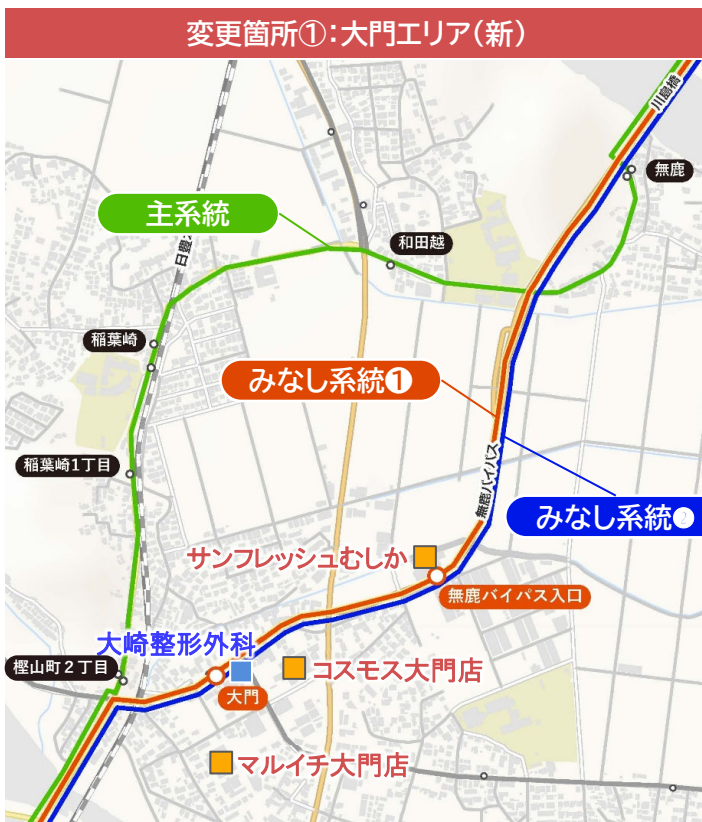 変更箇所①：大門エリア（新）
川島橋
無鹿
主系統
和田越
稲葉崎
みなし系統❶
稲葉崎1丁目
無鹿バイパス
みなし系統❷
サンフレッシュむしか
無鹿バイパス入口
大崎整形外科
樫山町２丁目
コスモス大門店
大門
マルイチ大門店